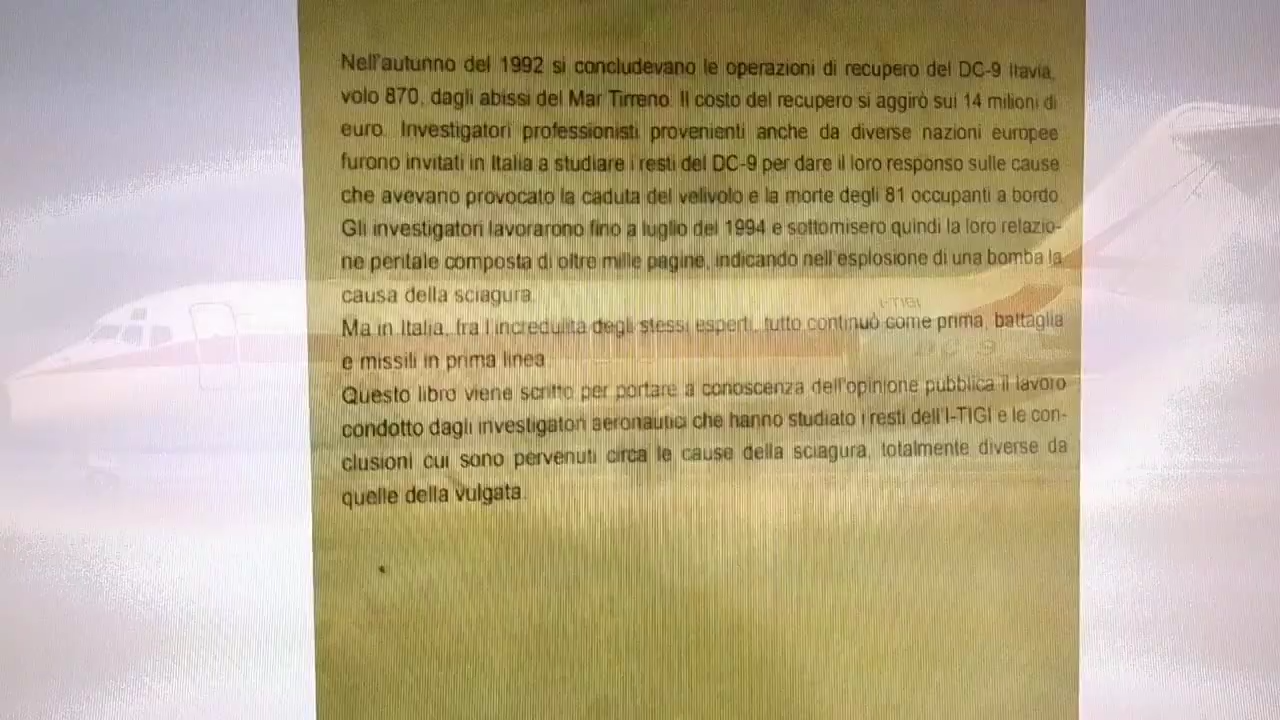 Nell'autunno del 1992 si concludevano le operazioni di recupero del DC-9 Itavia,
volo 870, dagli abissi del Mar Tirreno. Il costo del recupero si aggirò sui 14 milioni di
euro. Investigatori professionisti provenienti anche da diverse nazioni europee
furono invitati in Italia a studiare i resti del DC-9 per dare il loro responso sulle cause
che avevano provocato la caduta del velivolo e la morte degli 81 occupanti a bordo.
Gli investigatori lavorarono fino a luglio del 1994 e sottomisero quindi la loro relazio-
ne peritale composta di oltre mille pagine, indicando nell'esplosione di una bomba la
causa della sciagura.
Ma in Italia, fra l'incredulità degli stessi esperti, tutto continuò come prima, battaglia
e missili in prima linea.
Questo libro viene scritto per portare a conoscenza dell'opinione pubblica il lavoro
condotto dagli investigatori aeronautici che hanno studiato i resti dell'I-TIGI e le con-
clusioni cui sono pervenuti circa le cause della sciagura, totalmente diverse da
quelle della vulgata.
I-TIGI
DC-9